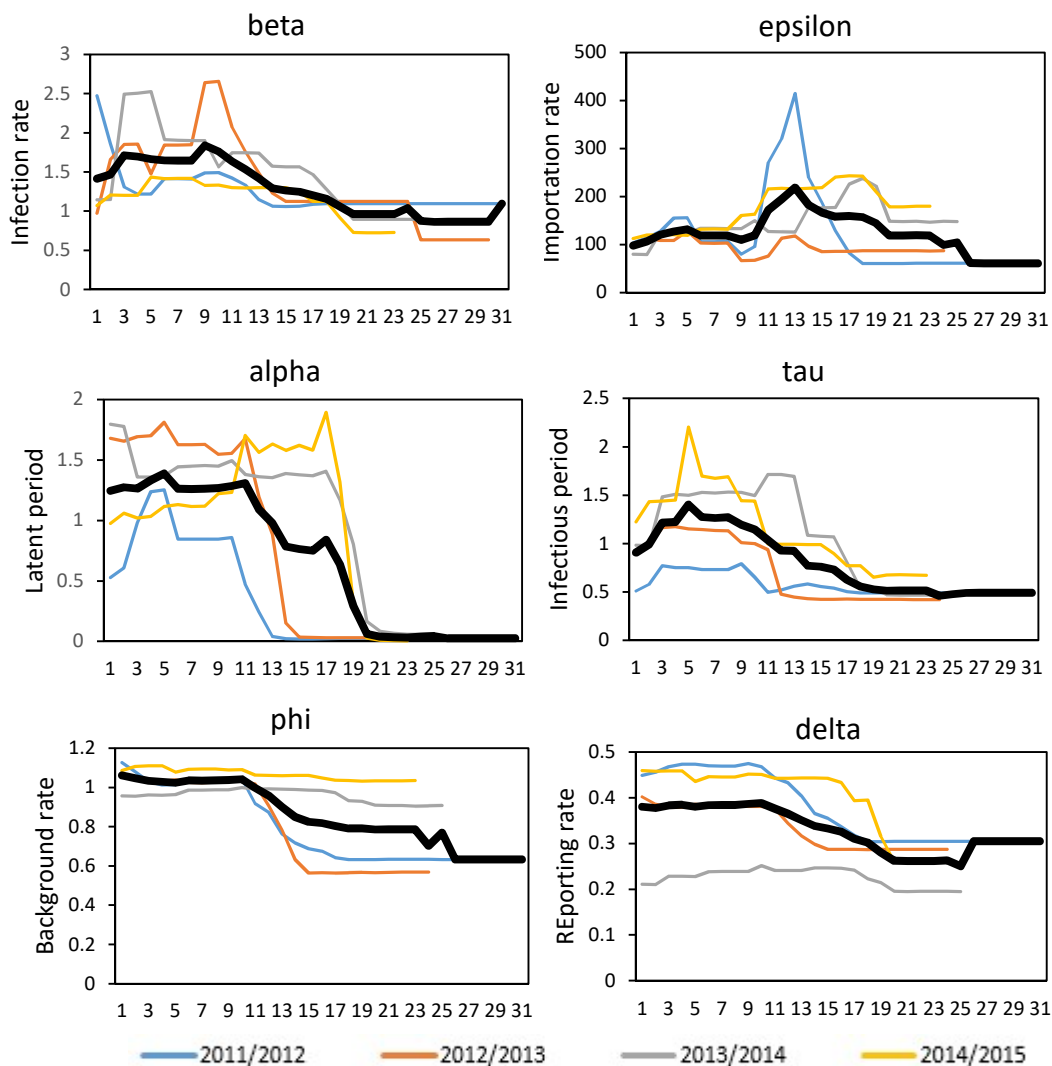 beta
Infection rate
3
2.5
2
1.5
1
0.5
0
1 3 5 7 9 11 13 15 17 19 21 23 25 27 29 31
epsilon
Importation rate
500
400
300
200
100
0
1 3 5 7 9 11 13 15 17 19 21 23 25 27 29 31
alpha
Latent period
2
1.5
1
0.5
0
1 3 5 7 9 11 13 15 17 19 21 23 25 27 29 31
tau
Infectious period
2.5
2
1.5
1
0.5
0
1 3 5 7 9 11 13 15 17 19 21 23 25 27 29 31
phi
Background rate
1.2
1
0.8
0.6
0.4
0.2
0
1 3 5 7 9 11 13 15 17 19 21 23 25 27 29 31
delta
REporting rate
0.5
0.4
0.3
0.2
0.1
0
1 3 5 7 9 11 13 15 17 19 21 23 25 27 29 31
2011/2012 2012/2013 2013/2014 2014/2015